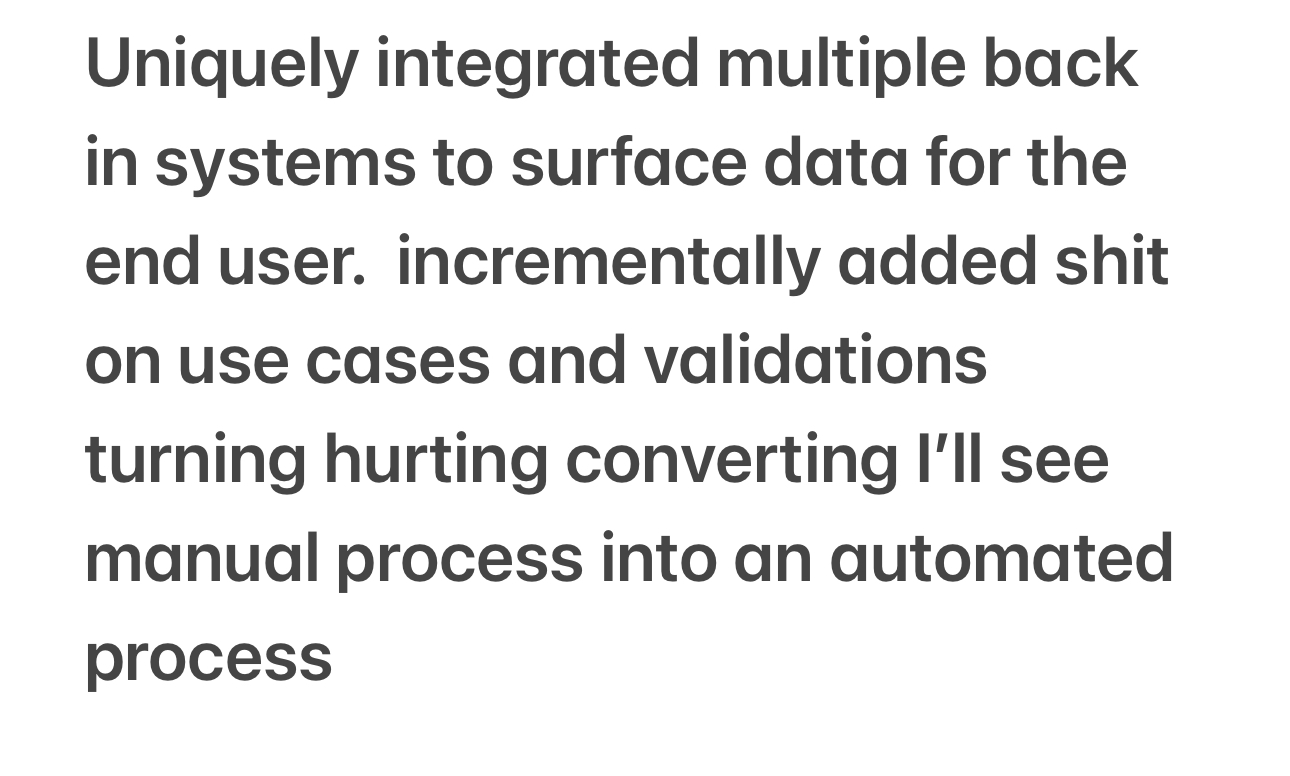 Uniquely integrated multiple back
in systems to surface data for the
end user.  incrementally added shit
on use cases and validations
turning hurting converting I’ll see
manual process into an automated
process